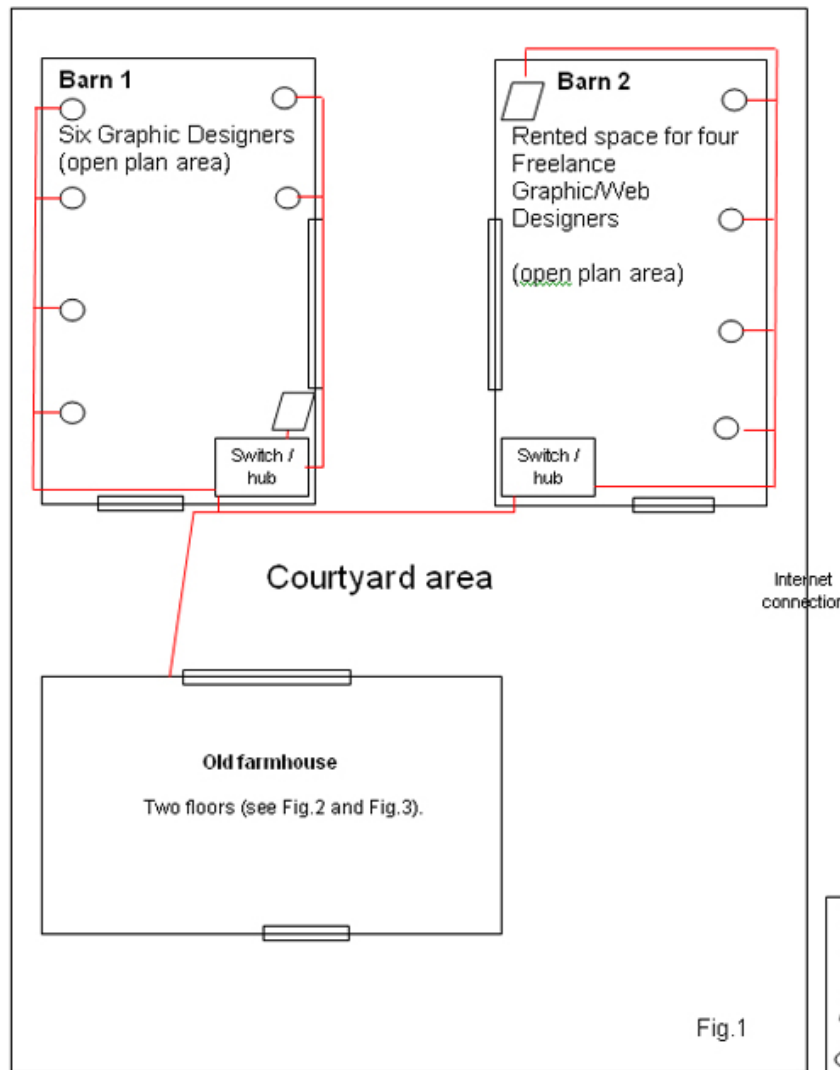 Barn 1
Six Graphic Designers
(open plan area)
Switch /
hub
Barn 2
Rented space for four
Freelance
Graphic/Web
Designers
(open plan area)
Switch /
hub
Courtyard area
Internet
connection
Old farmhouse
Two floors (see Fig.2 and Fig.3).
Fig.1